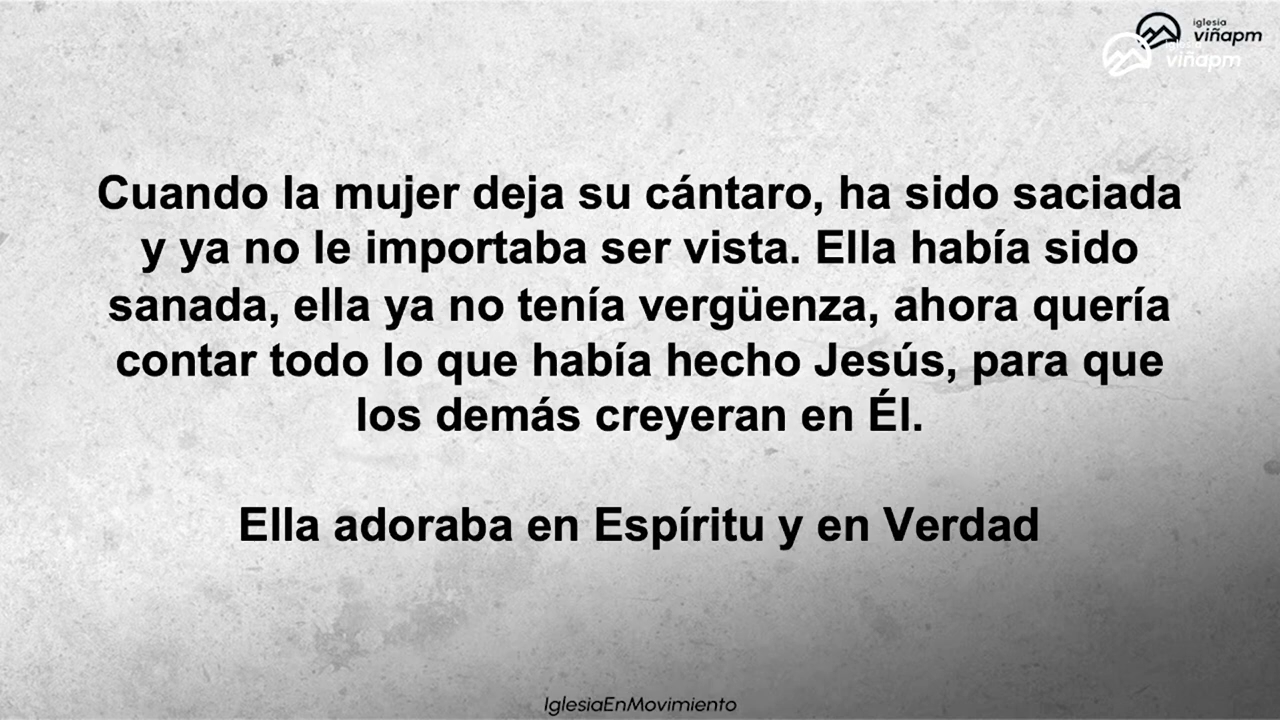 iglesia
viñapm
viñapm
Cuando la mujer deja su cántaro, ha sido saciada
y ya no le importaba ser vista. Ella había sido
sanada, ella ya no tenía vergüenza, ahora quería
contar todo lo que había hecho Jesús, para que
los demás creyeran en Él.
Ella adoraba en Espíritu y en Verdad
IglesiaEnMovimiento